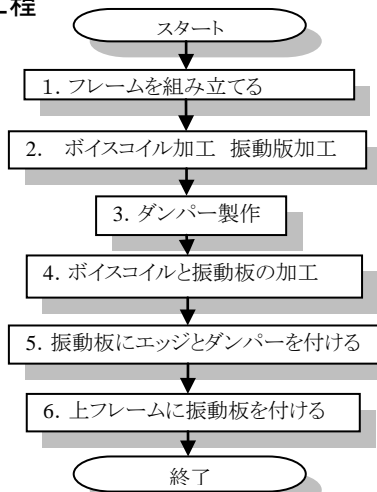 工程
スタート
1. フレームを組み立てる
2. ボイスコイル加工 振動版加工
3. ダンパー製作
4. ボイスコイルと振動板の加工
5. 振動板にエッジとダンパーを付ける
6. 上フレームに振動板を付ける
終了